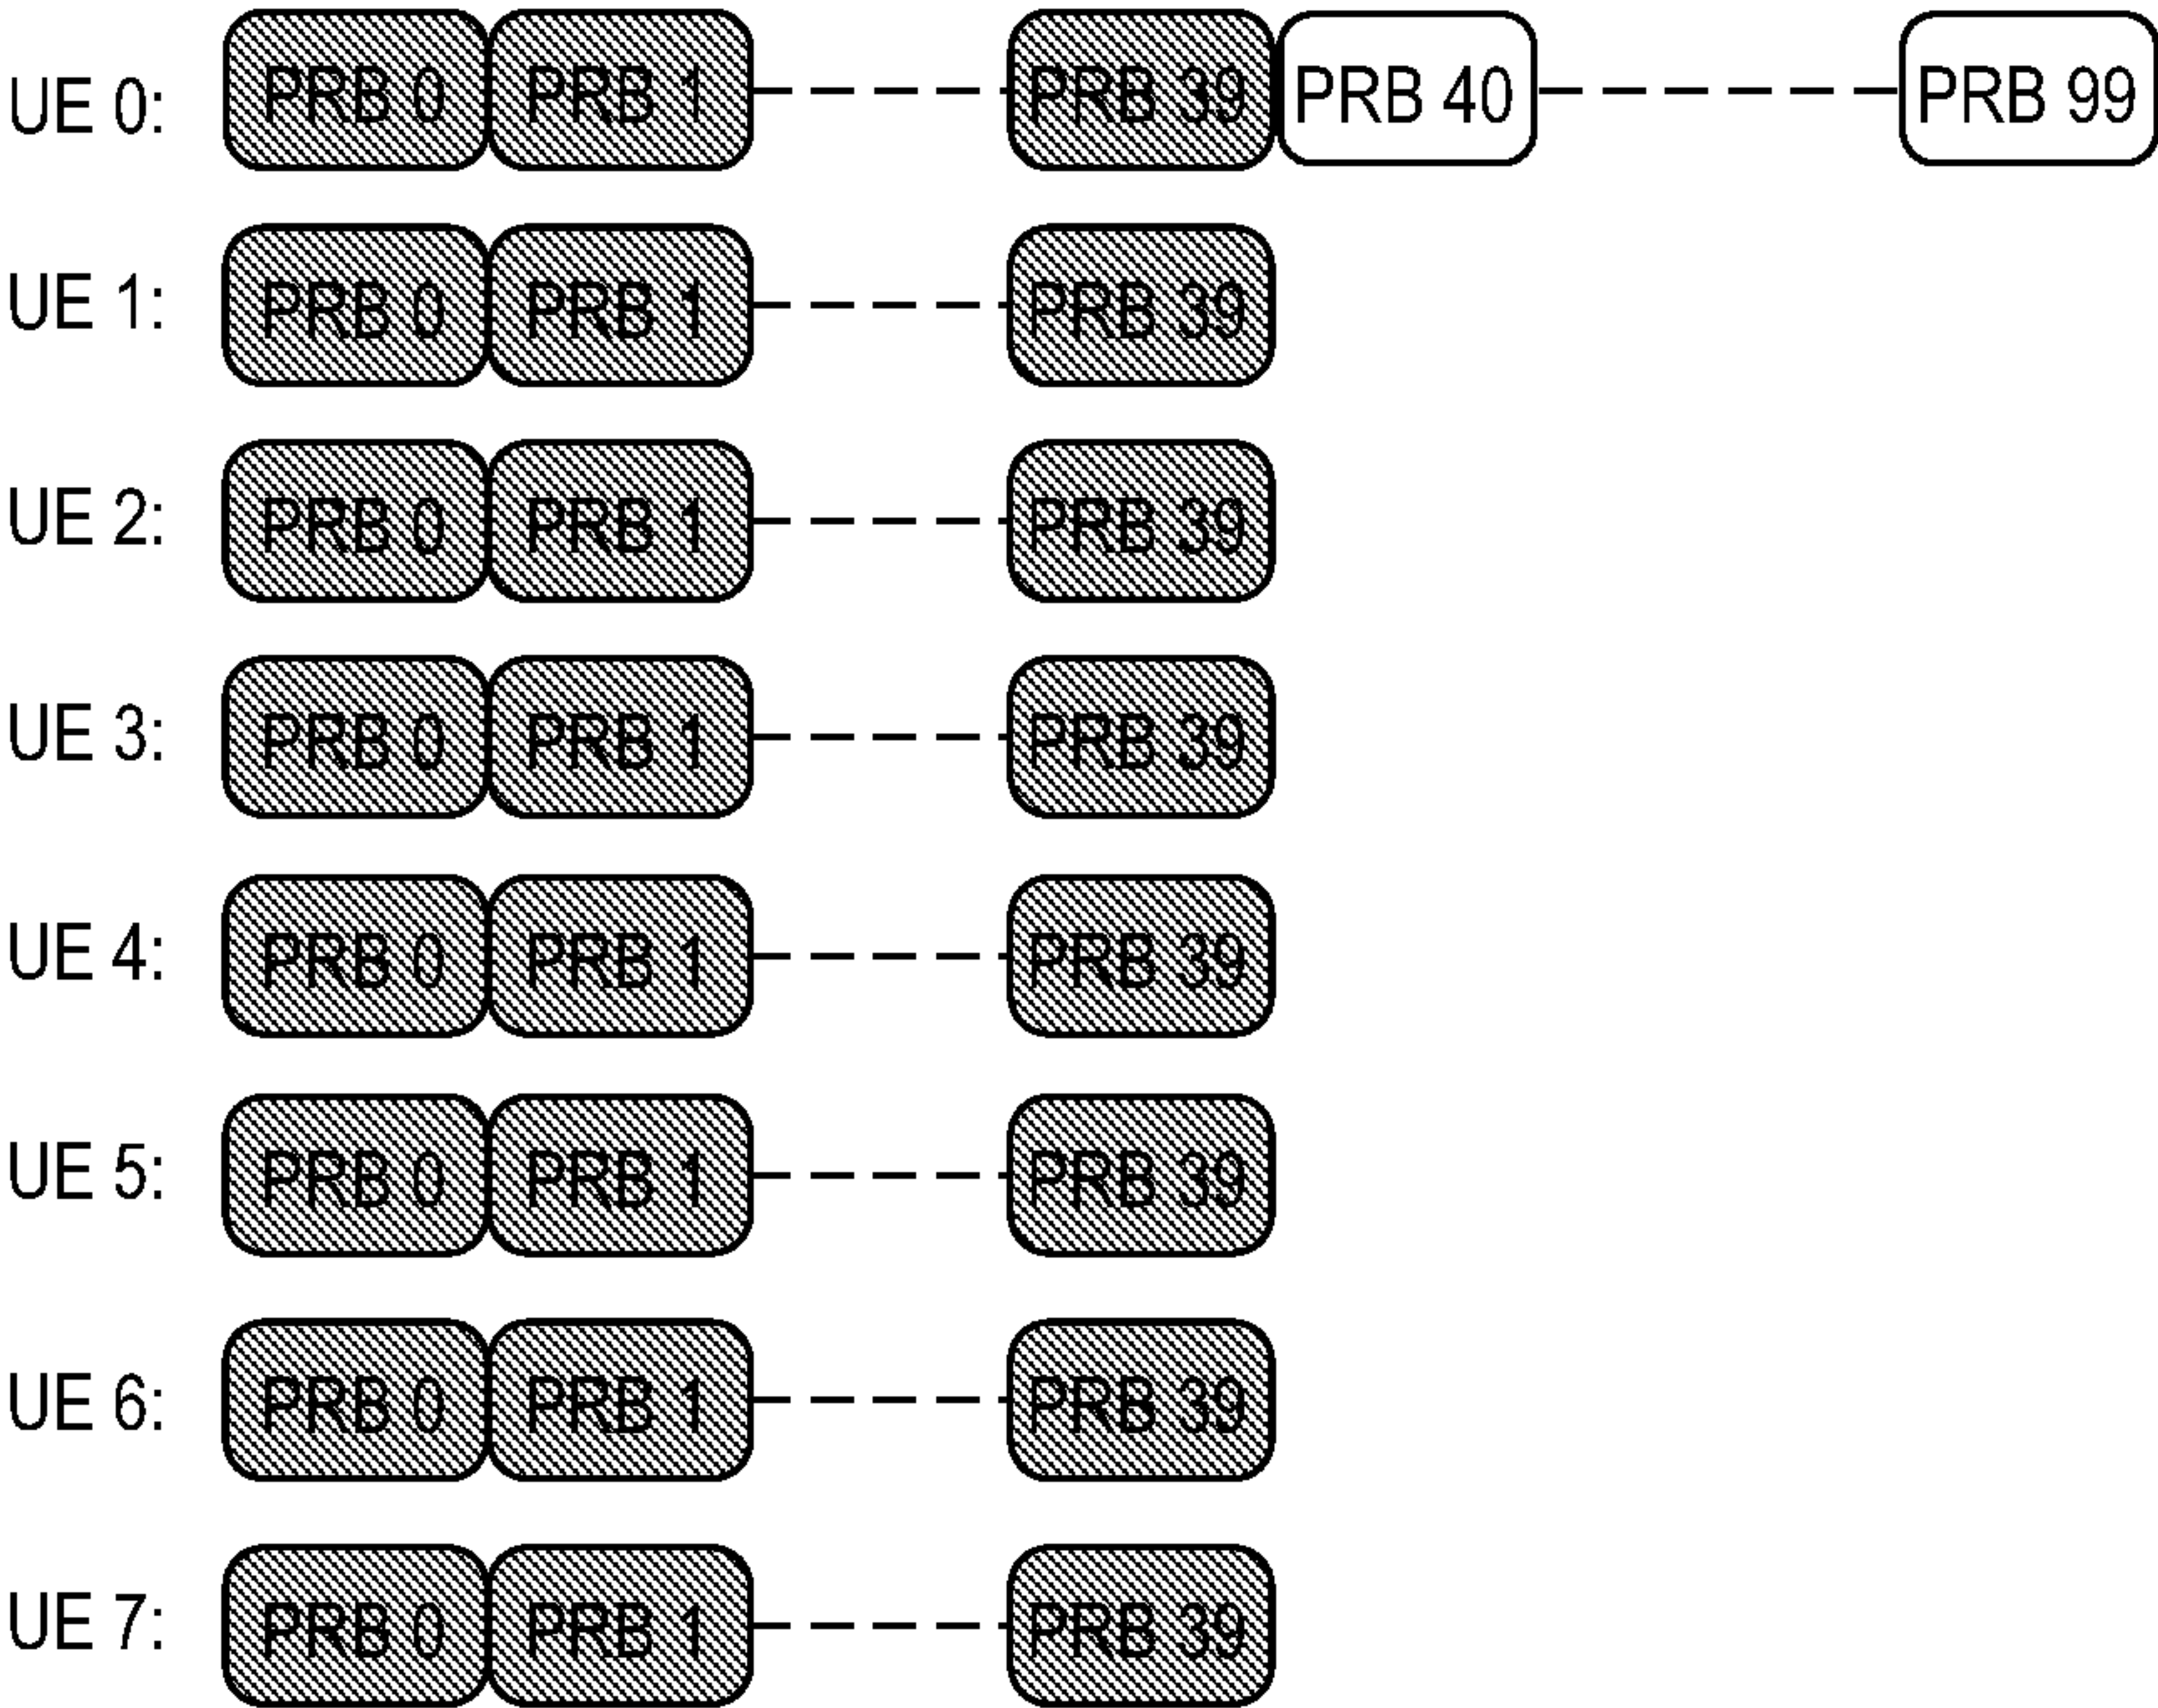 UE 0: PRB 0 PRB 1 PRB 39 PRB 40 PRB 99
UE 1: PRB 0 PRB 1 PRB 39
UE 2: PRB 0 PRB 1 PRB 39
UE 3: PRB 0 PRB 1 PRB 39
UE 4: PRB 0 PRB 1 PRB 39
UE 5: PRB 0 PRB 1 PRB 39
UE 6: PRB 0 PRB 1 PRB 39
UE 7: PRB 0 PRB 1 PRB 39